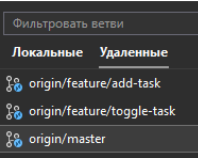 Фильтровать ветви
Локальные Удаленные
origin/feature/add-task
origin/feature/toggle-task
origin/master